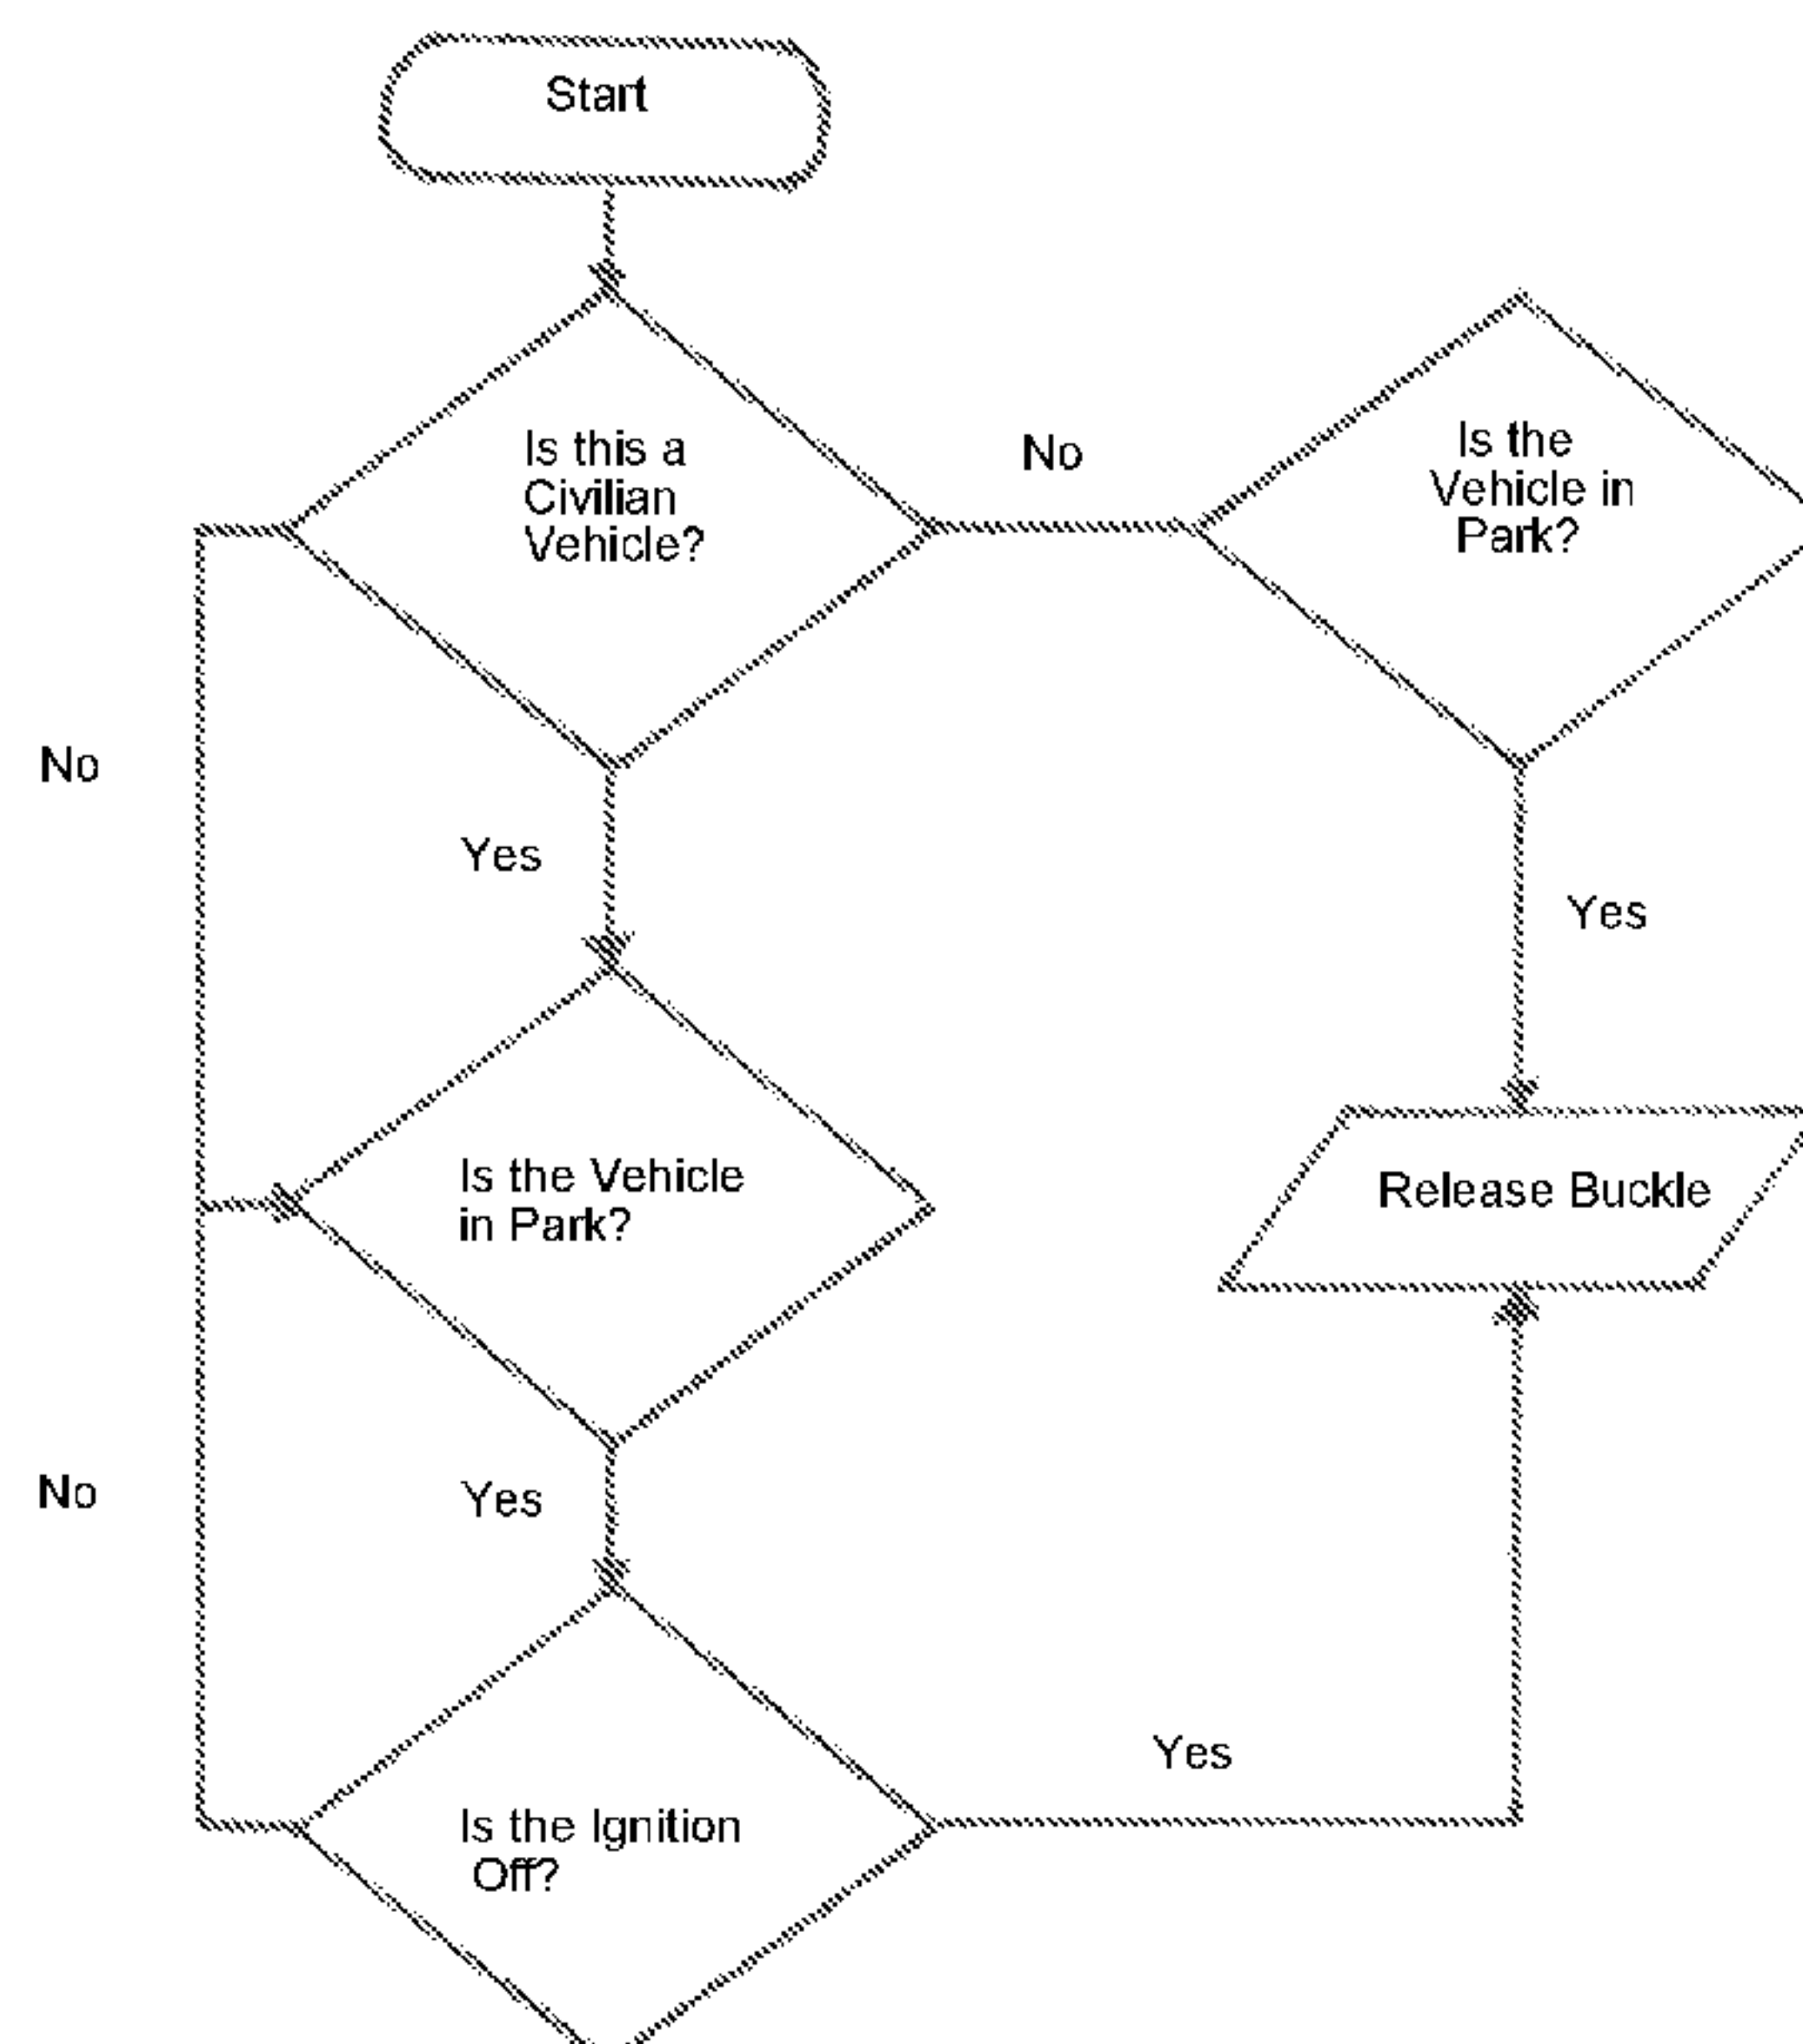 Start
Is this a
Civilian
Vehicle?
No
Is the
Vehicle in
Park?
No
Yes
Yes
Is the Vehicle
in Park?
Release Buckle
No
Yes
Yes
Is the Ignition
Off?